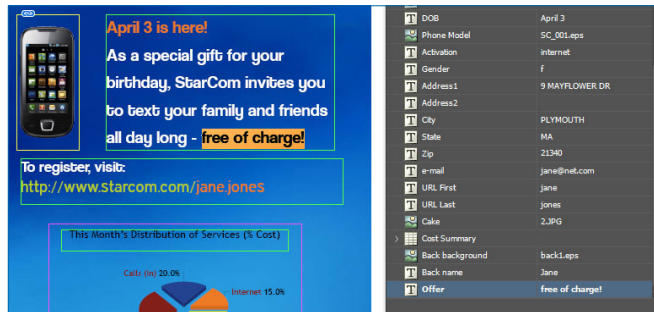 April 3 is here!
As a special gift for your
birthday, StarCom invites you
to text your family and friends
all day long - free of charge!
To register, visit:
http://www.starcom.com/jane.jones
This Month's Distribution of Services (% Cost)
Calls (in) 20.0%
Internet 15.0%
DOB April 3
Phone Model SC_001.eps
Activation internet
Gender f
Address1 9 MAYFLOWER DR
Address2
City PLYMOUTH
State MA
Zip 21340
e-mail jane@net.com
URL First jane
URL Last jones
Cake 2.JPG
Cost Summary
Back background back1.eps
Back name Jane
Offer free of charge!